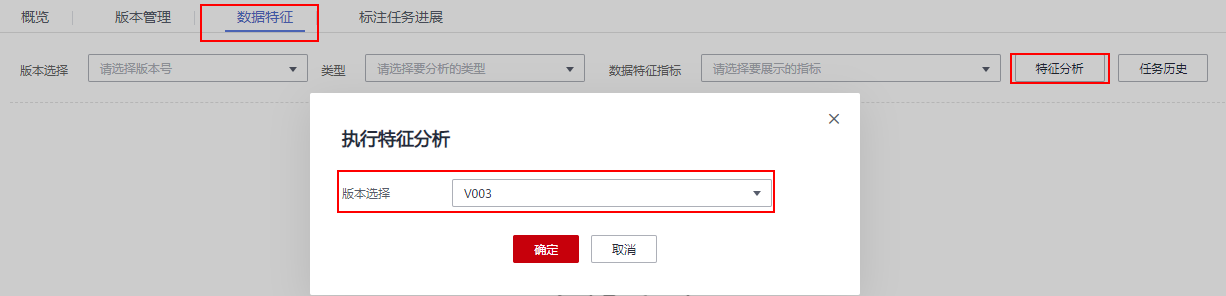 概览 版本管理 数据特征 标注任务进展
版本选择 请选择版本号 类型 请选择要分析的类型 数据特征指标 请选择要展示的指标 特征分析 任务历史
执行特征分析
版本选择 V003
确定 取消